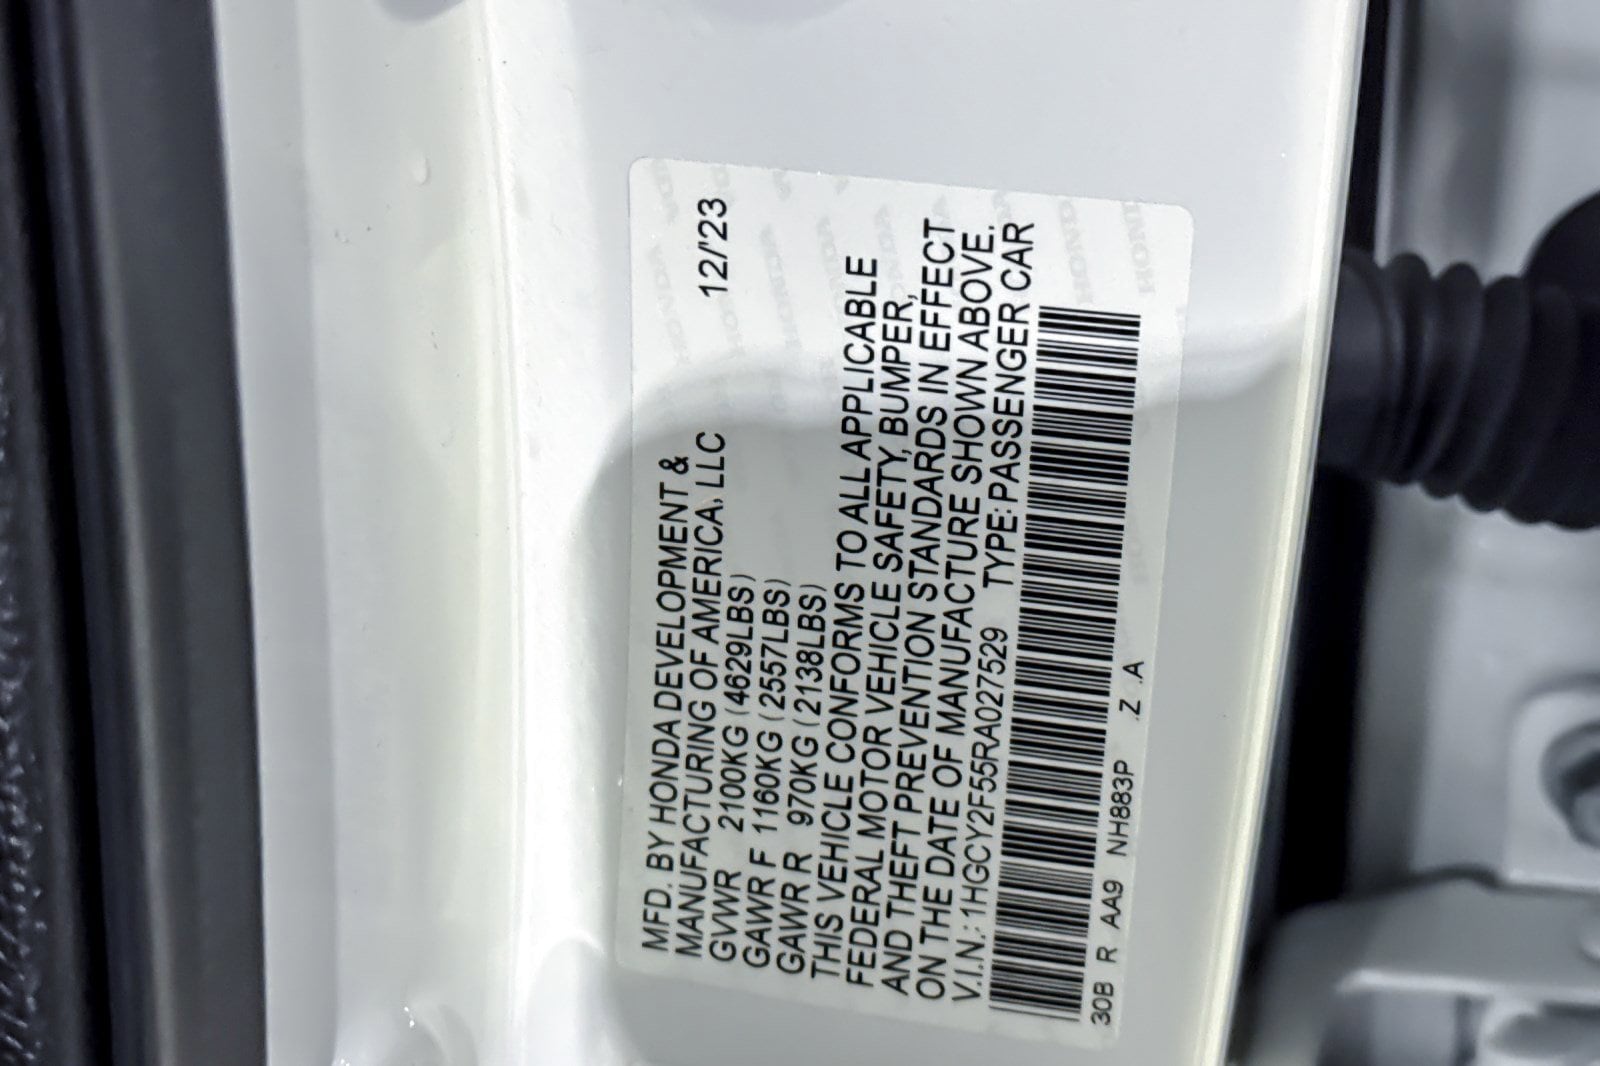 12/'23
MFD. BY HONDA DEVELOPMENT &
MANUFACTURING OF AMERICA, LLC
GVWR 2100KG (4629LBS)
GAWR F 1160KG (2557LBS)
GAWR R 970KG (2138LBS)
THIS VEHICLE CONFORMS TO ALL APPLICABLE
FEDERAL MOTOR VEHICLE SAFETY, BUMPER,
AND THEFT PREVENTION STANDARDS IN EFFECT
ON THE DATE OF MANUFACTURE SHOWN ABOVE.
V.I.N.: 1HGCY2F55RA027529 TYPE: PASSENGER CAR
30B R AA9 NH883P Z A